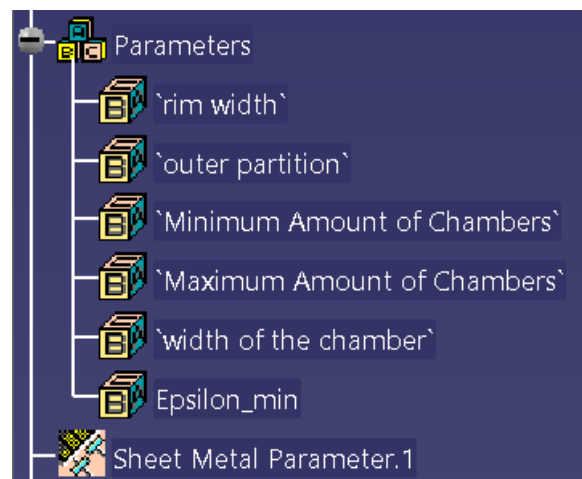 Parameters
`rim width`
`outer partition`
`Minimum Amount of Chambers`
`Maximum Amount of Chambers`
`width of the chamber`
Epsilon_min
Sheet Metal Parameter.1